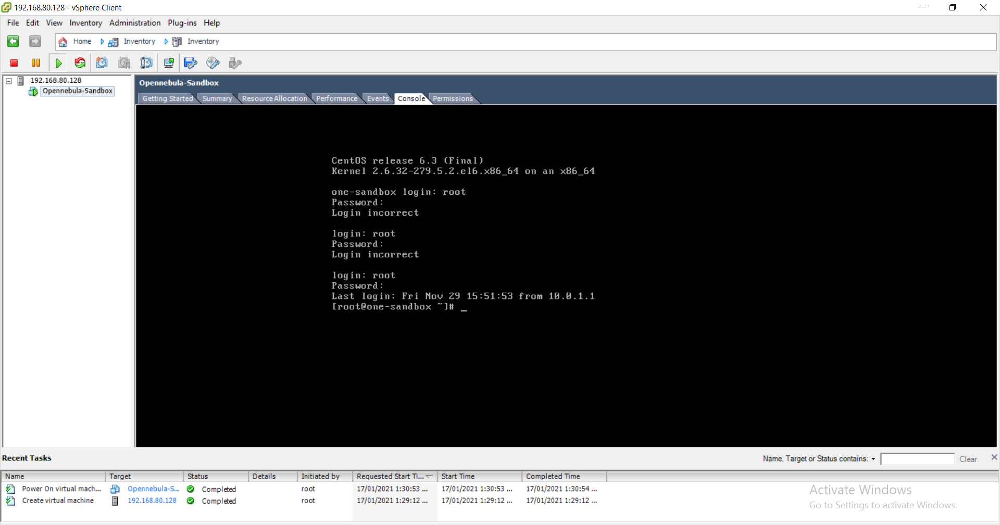 192.168.80.128 - vSphere Client
File Edit View Inventory Administration Plug-ins Help
Home Inventory Inventory
192.168.80.128
Opennebula-Sandbox
Opennebula-Sandbox
Getting Started Summary Resource Allocation Performance Events Console Permissions
CentOS release 6.3 (Final)
Kernel 2.6.32-279.5.2.el6.x86_64 on an x86_64
one-sandbox login: root
Password:
Login incorrect
login: root
Password:
Login incorrect
login: root
Password:
Last login: Fri Nov 29 15:51:53 from 10.0.1.1
[root@one-sandbox ~]# _
Recent Tasks
Name, Target or Status contains: Clear
Name Target Status Details Initiated by Requested Start Ti... Start Time Completed Time
Power On virtual mach... Opennebula-S... Completed root 17/01/2021 1:30:53 ... 17/01/2021 1:30:53 ... 17/01/2021 1:30:54 ...
Create virtual machine 192.168.80.128 Completed root 17/01/2021 1:29:12 ... 17/01/2021 1:29:12 ... 17/01/2021 1:29:12 ...
Activate Windows
Go to Settings to activate Windows.